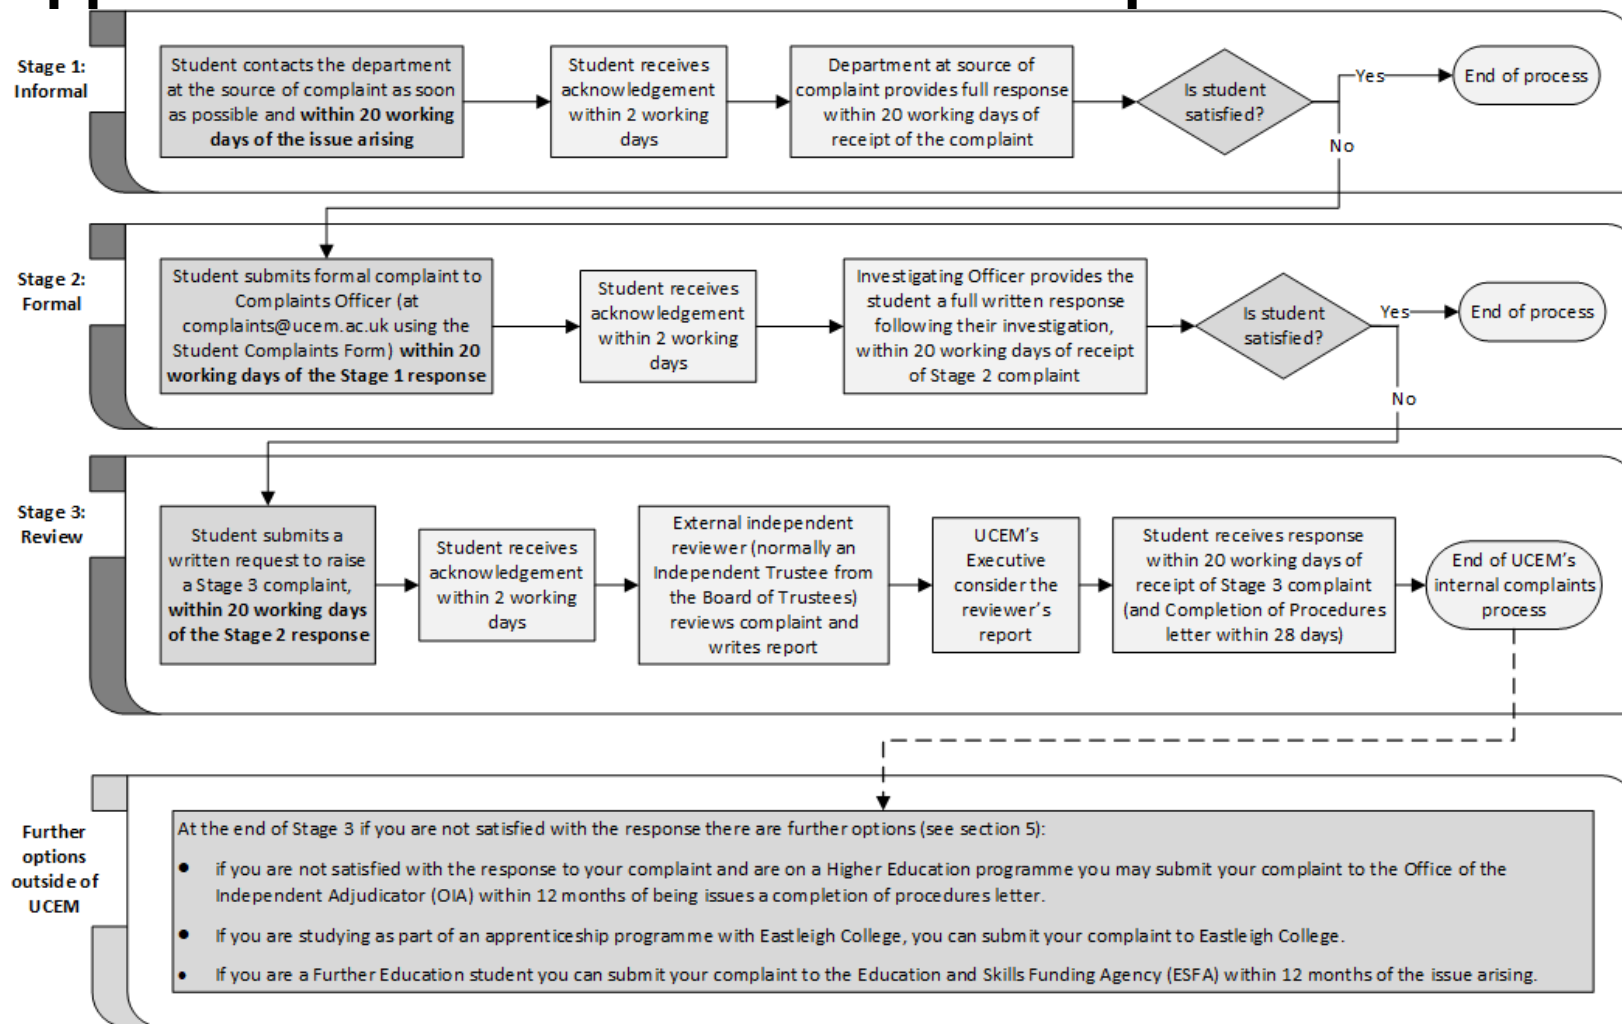 Stage 1:
Informal
Student contacts the department
at the source of complaint as soon
as possible and within 20 working
days of the issue arising
Student receives
acknowledgement
within 2 working
days
Department at source of
complaint provides full response
within 20 working days of
receipt of the complaint
Is student
satisfied?
Yes
End of process
No
Stage 2:
Formal
Student submits formal complaint to
Complaints Officer (at
complaints@ucem.ac.uk using the
Student Complaints Form) within 20
working days of the Stage 1 response
Student receives
acknowledgement
within 2 working
days
Investigating Officer provides the
student a full written response
following their investigation,
within 20 working days of receipt
of Stage 2 complaint
Is student
satisfied?
Yes
End of process
No
Stage 3:
Review
Student submits a
written request to raise
a Stage 3 complaint,
within 20 working days
of the Stage 2 response
Student receives
acknowledgement
within 2 working
days
External independent
reviewer (normally an
Independent Trustee from
the Board of Trustees)
reviews complaint and
writes report
UCEM's
Executive
consider the
reviewer's
report
Student receives response
within 20 working days of
receipt of Stage 3 complaint
(and Completion of Procedures
letter within 28 days)
End of UCEM's
internal complaints
process
Further
options
outside of
UCEM
At the end of Stage 3 if you are not satisfied with the response there are further options (see section 5):
• if you are not satisfied with the response to your complaint and are on a Higher Education programme you may submit your complaint to the Office of the
Independent Adjudicator (OIA) within 12 months of being issues a completion of procedures letter.
• If you are studying as part of an apprenticeship programme with Eastleigh College, you can submit your complaint to Eastleigh College.
• If you are a Further Education student you can submit your complaint to the Education and Skills Funding Agency (ESFA) within 12 months of the issue arising.